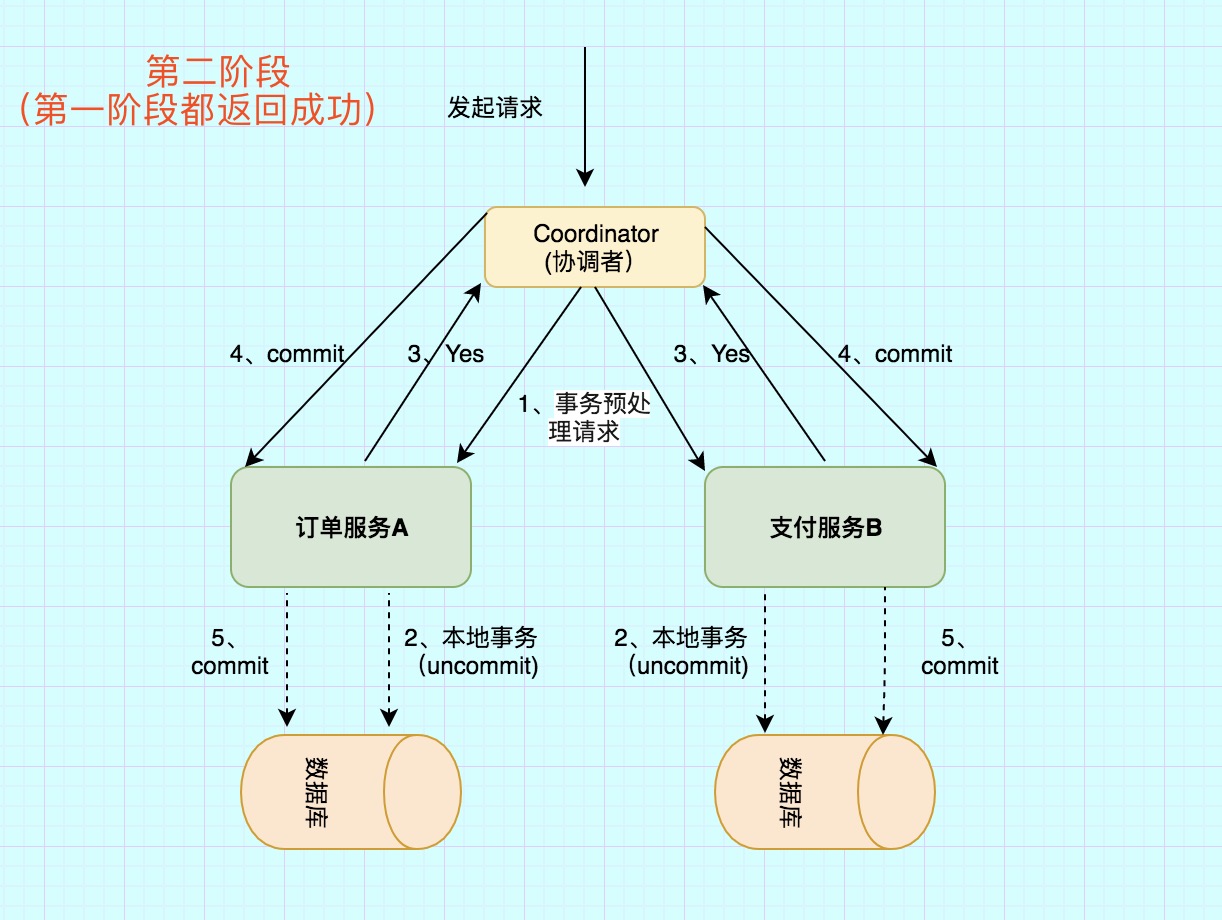 第二阶段
（第一阶段都返回成功）
发起请求
Coordinator
(协调者）
4、commit
3、Yes
3、Yes
4、commit
1、事务预处
理请求
订单服务A
支付服务B
5、
commit
2、本地事务
（uncommit)
2、本地事务
（uncommit)
5、
commit
数据库
数据库